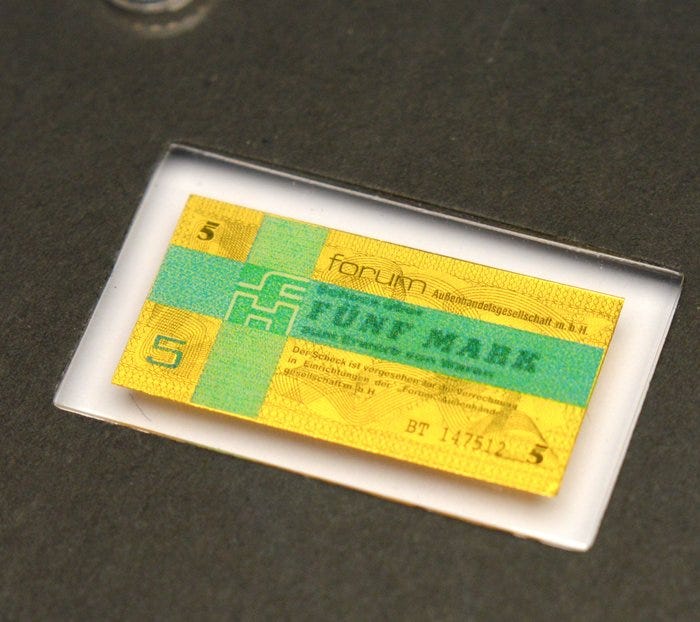 5
forum
Außenhandelsgesellschaft m. b. H.
FÜNF MARK
5
Der Scheck ist vorgesehen für die Verrechnung
in Einrichtungen der „Forum" Außenhandels-
gesellschaft m. b. H.
BT 147512
5